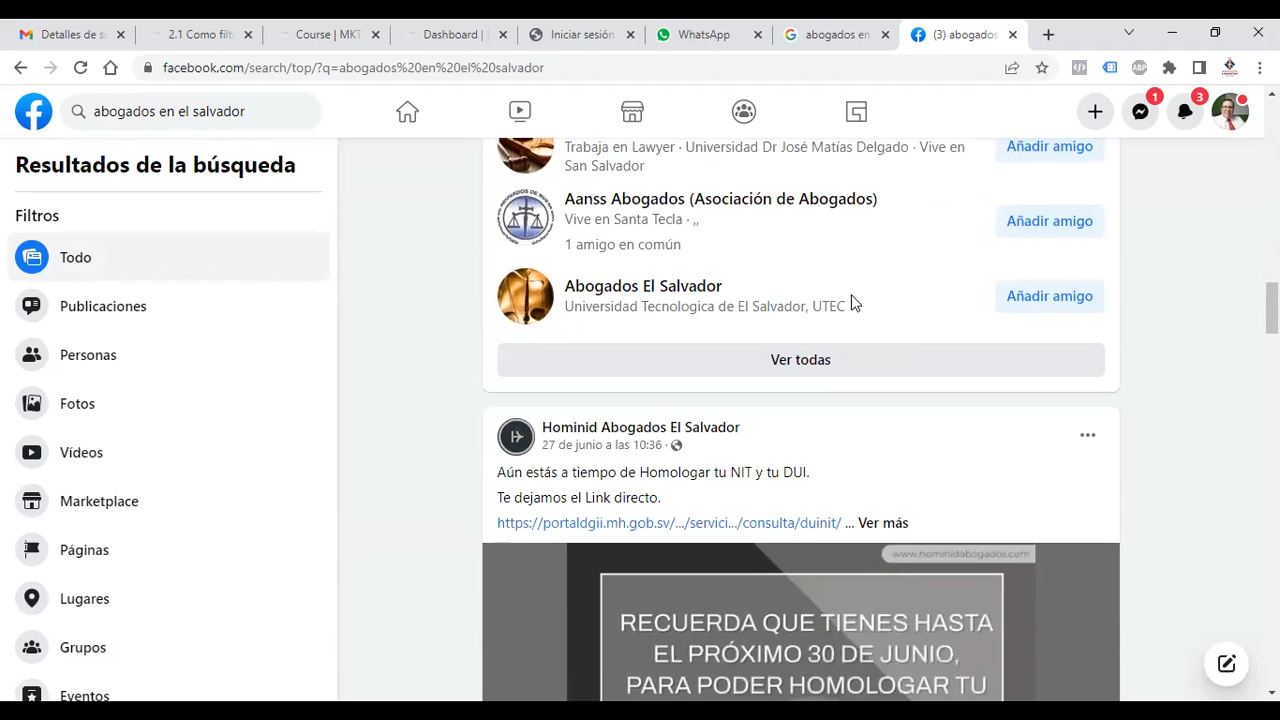 Detalles de su
2.1 Como filt
Course | MKT
Dashboard |
Iniciar sesión
WhatsApp
abogados en
(3) abogados
facebook.com/search/top/?q=abogados%20en%20el%20salvador
ABP
abogados en el salvador
1
3
Resultados de la búsqueda
Filtros
Todo
Publicaciones
Personas
Fotos
Vídeos
Marketplace
Páginas
Lugares
Grupos
Eventos
Trabaja en Lawyer · Universidad Dr José Matías Delgado · Vive en
San Salvador
Añadir amigo
Aanss Abogados (Asociación de Abogados)
Vive en Santa Tecla · ,,
1 amigo en común
Añadir amigo
Abogados El Salvador
Universidad Tecnologica de El Salvador, UTEC
Añadir amigo
Ver todas
Hominid Abogados El Salvador
27 de junio a las 10:36 ·
Aún estás a tiempo de Homologar tu NIT y tu DUI.
Te dejamos el Link directo.
https://portaldgii.mh.gob.sv/.../servici.../consulta/duinit/ ... Ver más
www.hominidabogados.com
RECUERDA QUE TIENES HASTA
EL PRÓXIMO 30 DE JUNIO,
PARA PODER HOMOLOGAR TU